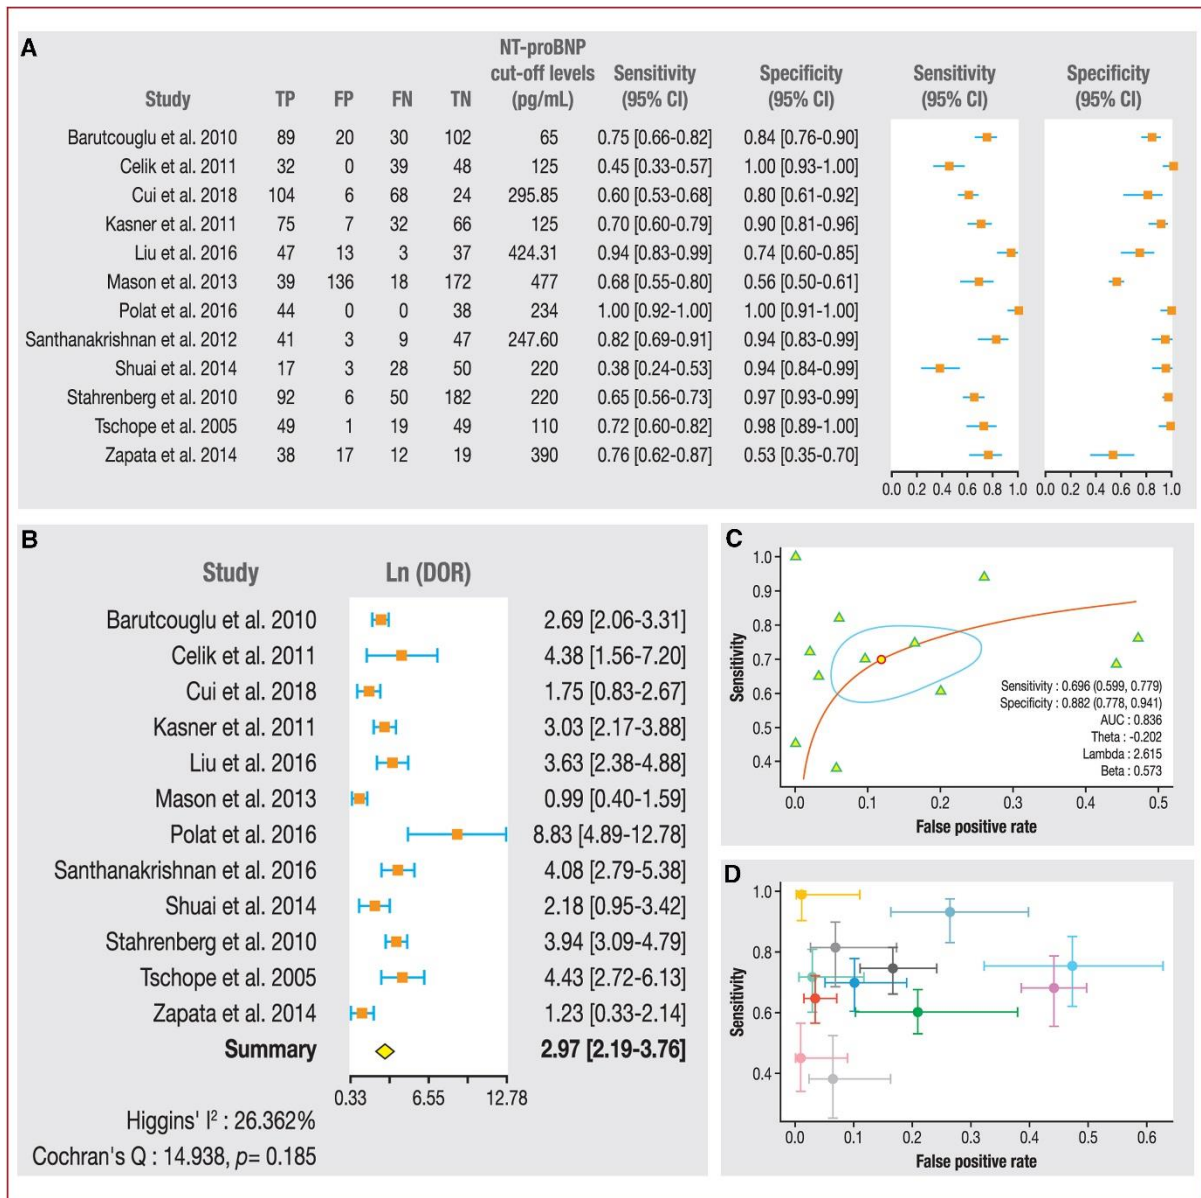 A
Study TP FP FN TN NT-proBNP cut-off levels (pg/mL) Sensitivity (95% CI) Specificity (95% CI) Sensitivity (95% CI) Specificity (95% CI)
Barutcouglu et al. 2010 89 20 30 102 65 0.75 [0.66-0.82] 0.84 [0.76-0.90]
Celik et al. 2011 32 0 39 48 125 0.45 [0.33-0.57] 1.00 [0.93-1.00]
Cui et al. 2018 104 6 68 24 295.85 0.60 [0.53-0.68] 0.80 [0.61-0.92]
Kasner et al. 2011 75 7 32 66 125 0.70 [0.60-0.79] 0.90 [0.81-0.96]
Liu et al. 2016 47 13 3 37 424.31 0.94 [0.83-0.99] 0.74 [0.60-0.85]
Mason et al. 2013 39 136 18 172 477 0.68 [0.55-0.80] 0.56 [0.50-0.61]
Polat et al. 2016 44 0 0 38 234 1.00 [0.92-1.00] 1.00 [0.91-1.00]
Santhanakrishnan et al. 2012 41 3 9 47 247.60 0.82 [0.69-0.91] 0.94 [0.83-0.99]
Shuai et al. 2014 17 3 28 50 220 0.38 [0.24-0.53] 0.94 [0.84-0.99]
Stahrenberg et al. 2010 92 6 50 182 220 0.65 [0.56-0.73] 0.97 [0.93-0.99]
Tschope et al. 2005 49 1 19 49 110 0.72 [0.60-0.82] 0.98 [0.89-1.00]
Zapata et al. 2014 38 17 12 19 390 0.76 [0.62-0.87] 0.53 [0.35-0.70]
0.0 0.2 0.4 0.6 0.8 1.0 0.0 0.2 0.4 0.6 0.8 1.0
B
Study Ln (DOR)
Barutcouglu et al. 2010 2.69 [2.06-3.31]
Celik et al. 2011 4.38 [1.56-7.20]
Cui et al. 2018 1.75 [0.83-2.67]
Kasner et al. 2011 3.03 [2.17-3.88]
Liu et al. 2016 3.63 [2.38-4.88]
Mason et al. 2013 0.99 [0.40-1.59]
Polat et al. 2016 8.83 [4.89-12.78]
Santhanakrishnan et al. 2016 4.08 [2.79-5.38]
Shuai et al. 2014 2.18 [0.95-3.42]
Stahrenberg et al. 2010 3.94 [3.09-4.79]
Tschope et al. 2005 4.43 [2.72-6.13]
Zapata et al. 2014 1.23 [0.33-2.14]
Summary 2.97 [2.19-3.76]
0.33 6.55 12.78
Higgins' I² : 26.362%
Cochran's Q : 14.938, p= 0.185
C
1.0
0.9
0.8
0.7
0.6
0.5
0.4
Sensitivity
Sensitivity : 0.696 (0.599, 0.779)
Specificity : 0.882 (0.778, 0.941)
AUC : 0.836
Theta : -0.202
Lambda : 2.615
Beta : 0.573
0.0 0.1 0.2 0.3 0.4 0.5
False positive rate
D
1.0
0.8
0.6
0.4
Sensitivity
0.0 0.1 0.2 0.3 0.4 0.5 0.6
False positive rate